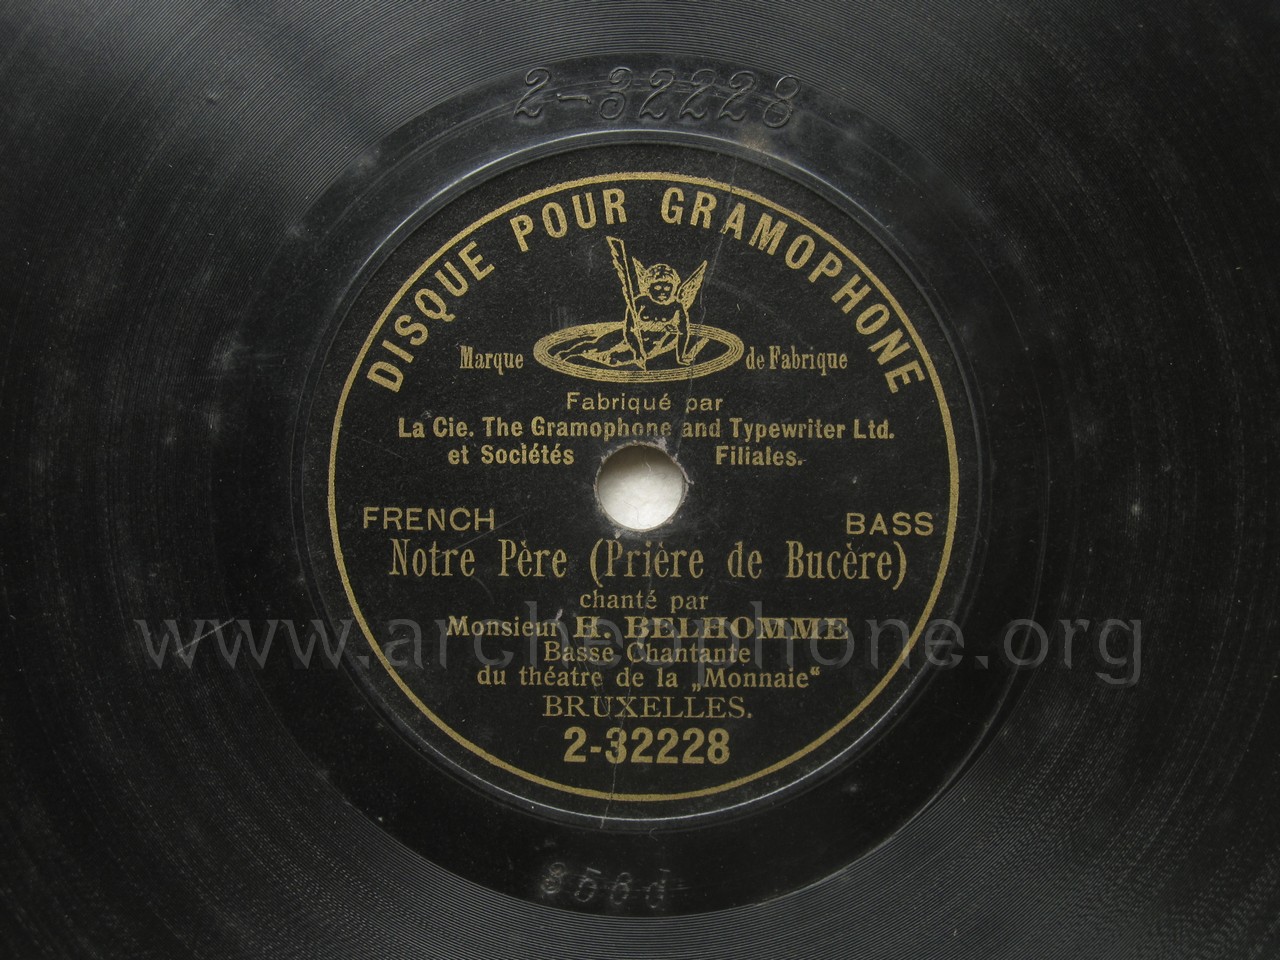 2-32228
DISQUE POUR GRAMOPHONE
Marque de Fabrique
Fabriqué par
La Cie. The Gramophone and Typewriter Ltd.
et Sociétés Filiales.
FRENCH BASS
Notre Père (Prière de Bucère)
chanté par
Monsieur H. BELHOMME
www.archeophone.org
Basse Chantante
du théatre de la „Monnaie“
BRUXELLES.
2-32228